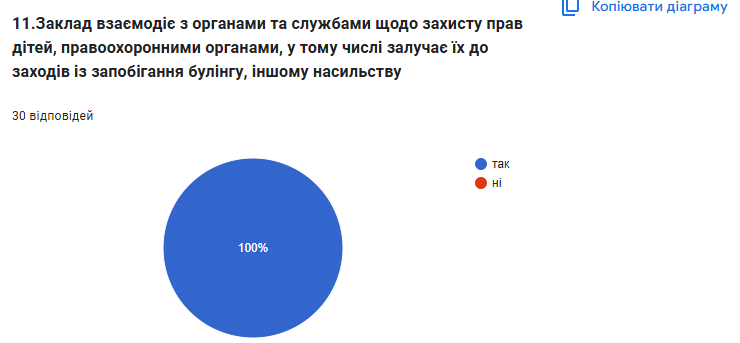 Копіювати діаграму
11.Заклад взаємодіє з органами та службами щодо захисту прав
дітей, правоохоронними органами, у тому числі залучає їх до
заходів із запобігання булінгу, іншому насильству
30 відповідей
так
ні
100%